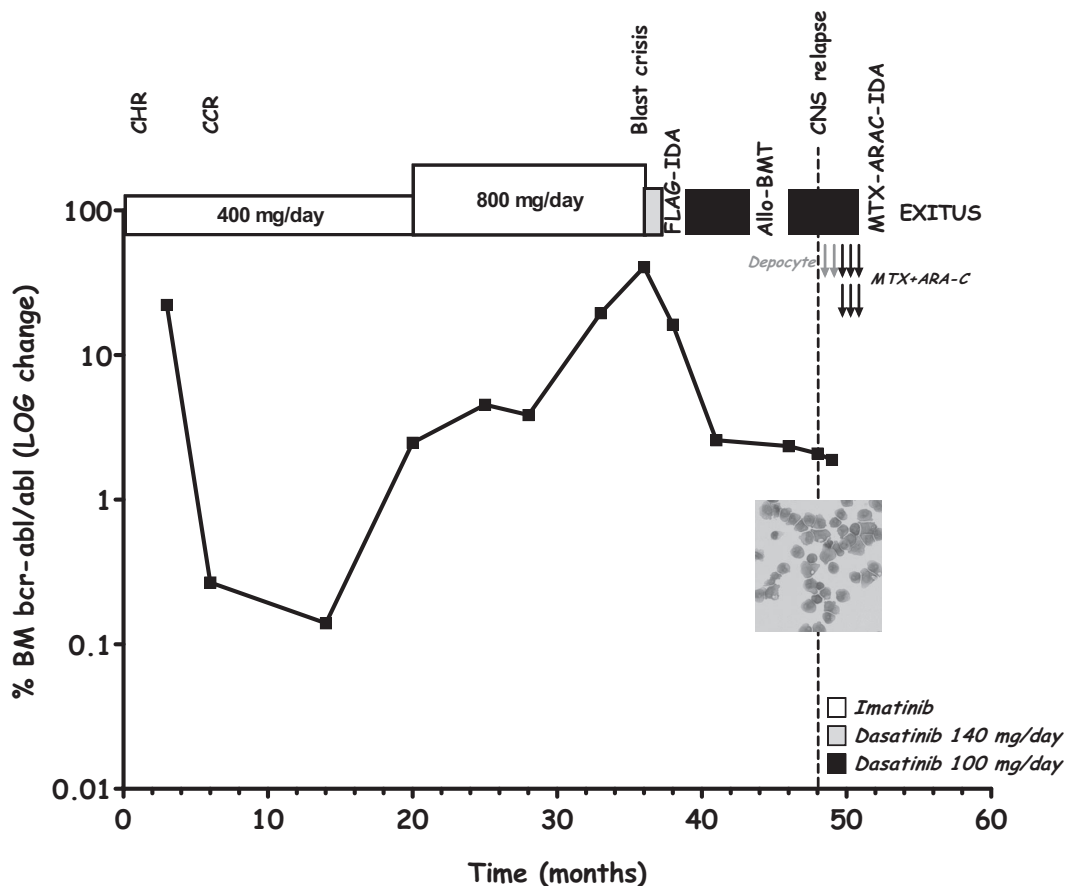 CHR
CCR
Blast crisis
FLAG-IDA
Allo-BMT
CNS relapse
MTX-ARAC-IDA
400 mg/day
800 mg/day
EXITUS
Depocyte
MTX+ARA-C
% BM bcr-abl/abl (LOG change)
100
10
1
0.1
0.01
Imatinib
Dasatinib 140 mg/day
Dasatinib 100 mg/day
0 10 20 30 40 50 60
Time (months)